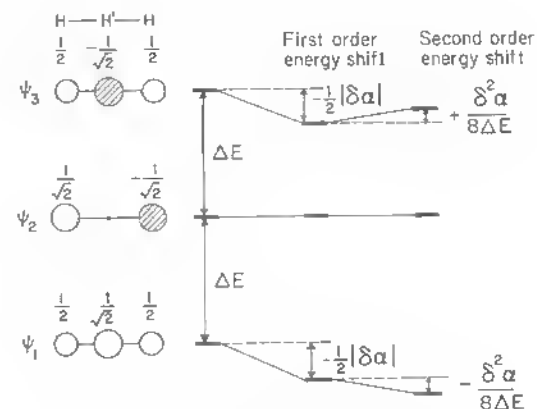 H—H'—H
1/2 -1/√2 1/2
First order energy shif1
Second order energy shift
ψ3
-1/2|δα|
+ δ²α/8ΔE
ΔE
1/√2 -1/√2
ψ2
ΔE
1/2 1/√2 1/2
ψ1
-1/2|δα|
- δ²α/8ΔE